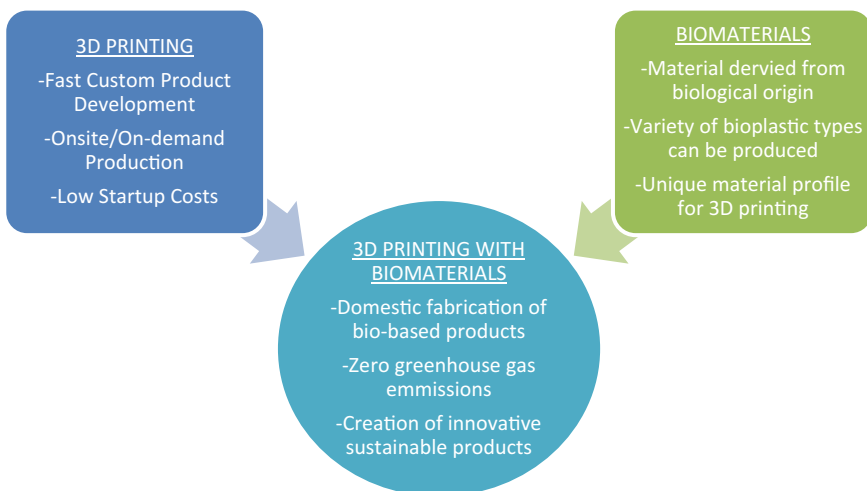 3D PRINTING
-Fast Custom Product
Development
-Onsite/On-demand
Production
-Low Startup Costs
BIOMATERIALS
-Material dervied from
biological origin
-Variety of bioplastic types
can be produced
-Unique material profile
for 3D printing
3D PRINTING WITH
BIOMATERIALS
-Domestic fabrication of
bio-based products
-Zero greenhouse gas
emmissions
-Creation of innovative
sustainable products